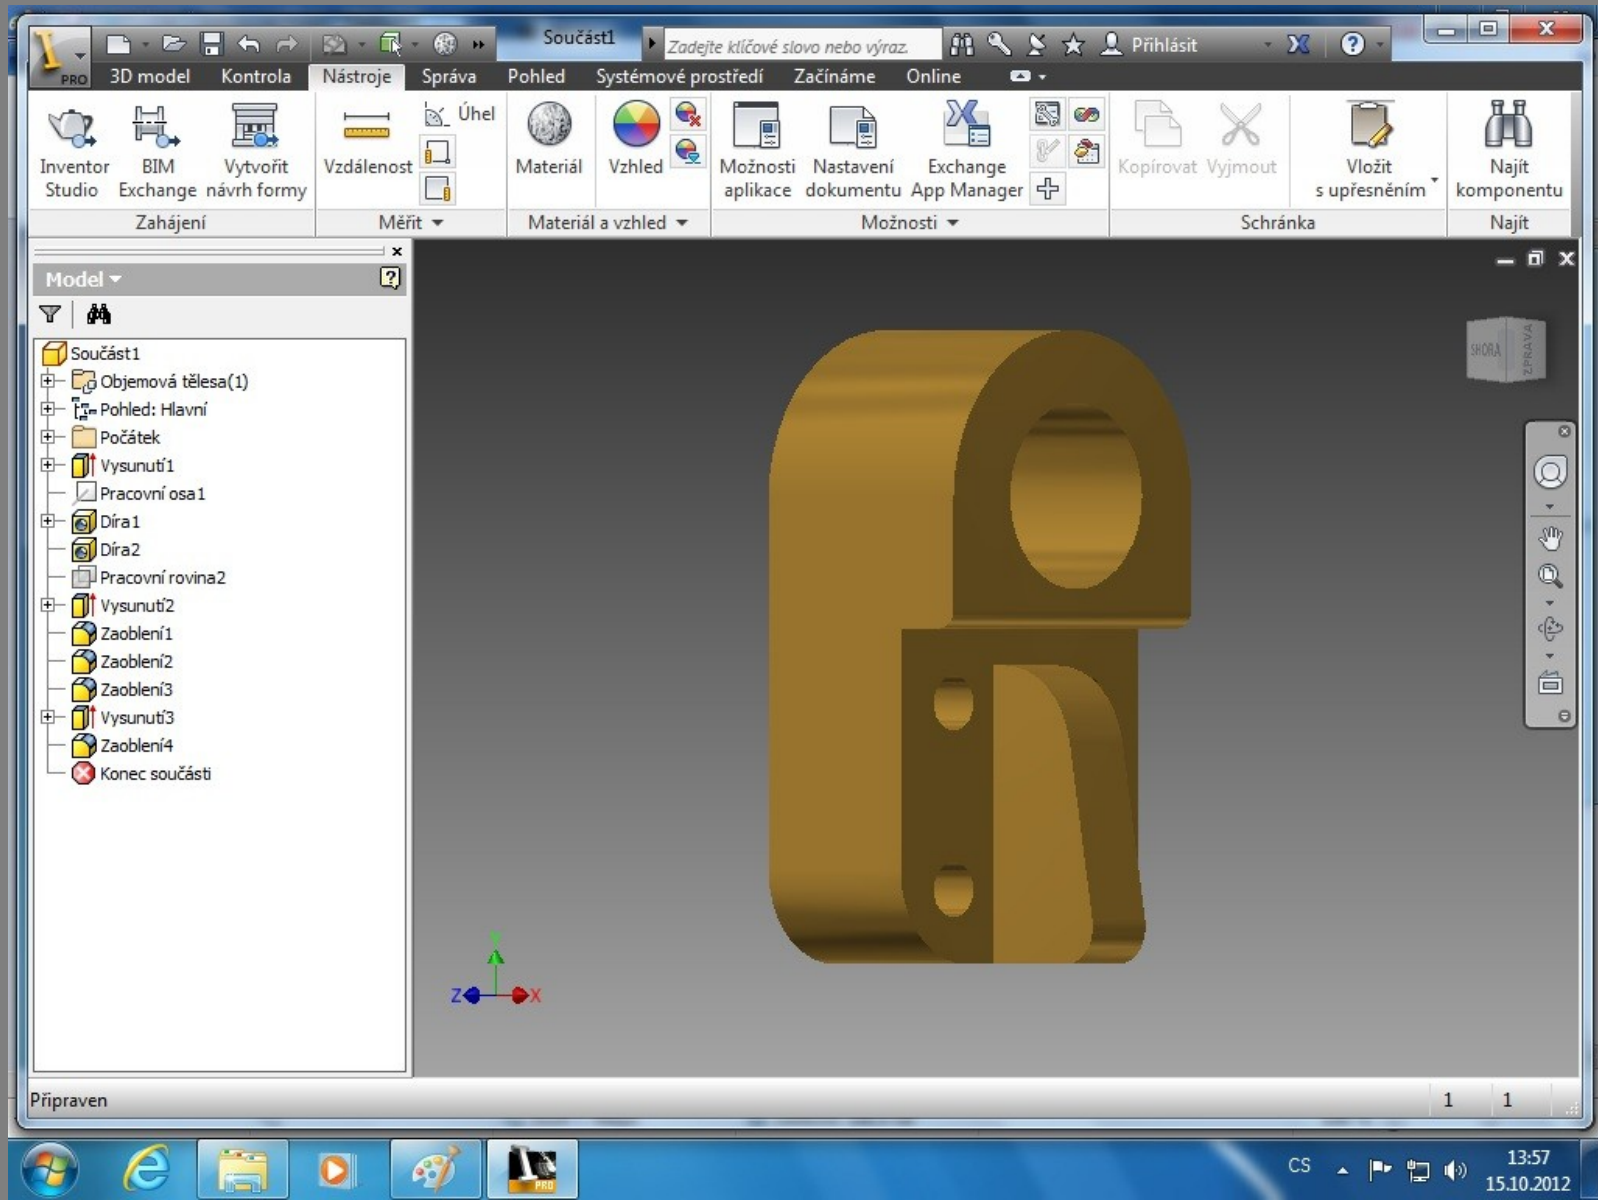 PRO
Součást1
Zadejte klíčové slovo nebo výraz.
Přihlásit
3D model
Kontrola
Nástroje
Správa
Pohled
Systémové prostředí
Začínáme
Online
Inventor Studio
BIM Exchange
Vytvořit návrh formy
Zahájení
Vzdálenost
Úhel
Měřit
Materiál
Vzhled
Materiál a vzhled
Možnosti aplikace
Nastavení dokumentu
Exchange App Manager
Možnosti
Kopírovat
Vyjmout
Vložit s upřesněním
Schránka
Najít komponentu
Najít
Model
Součást1
Objemová tělesa(1)
Pohled: Hlavní
Počátek
Vysunutí1
Pracovní osa1
Díra1
Díra2
Pracovní rovina2
Vysunutí2
Zaoblení1
Zaoblení2
Zaoblení3
Vysunutí3
Zaoblení4
Konec součásti
SHORA
ZPRAVA
Y
Z
X
Připraven
1
1
PRO
CS
13:57
15.10.2012